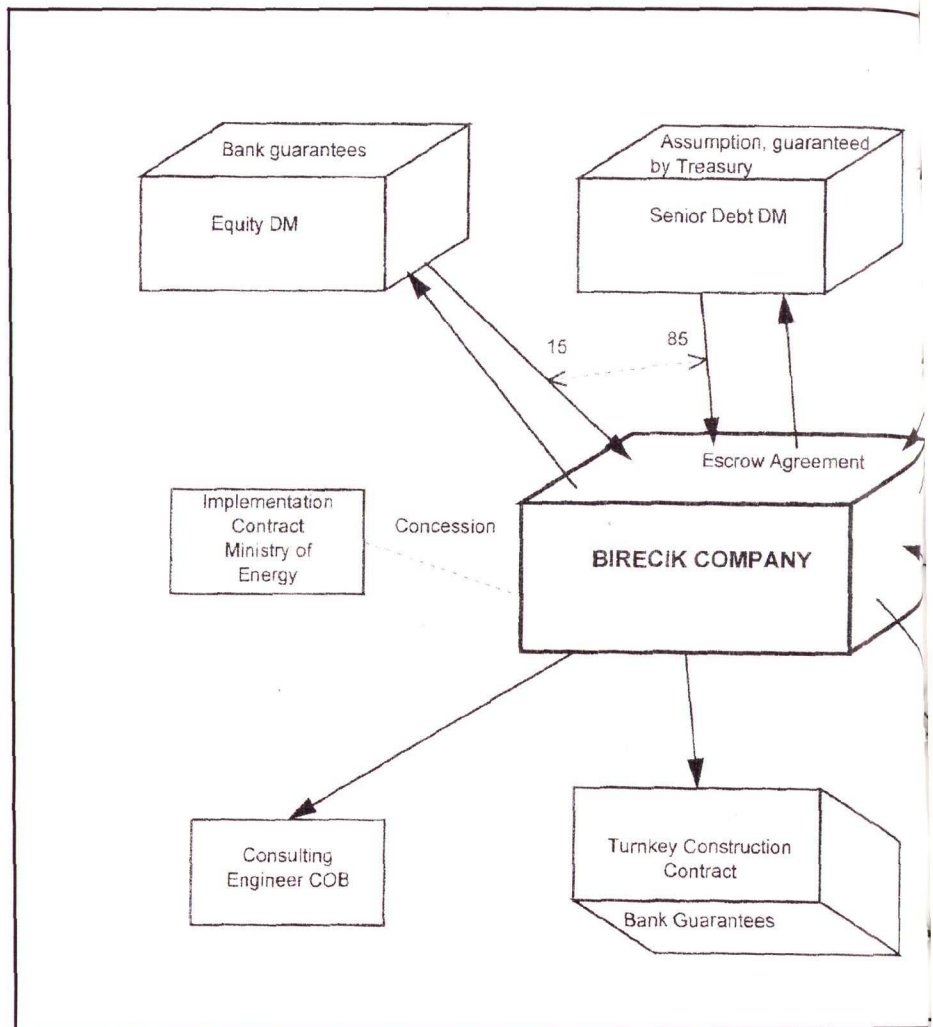 Bank guarantees
Equity DM
Assumption, guaranteed
by Treasury
Senior Debt DM
15
85
Escrow Agreement
BIRECIK COMPANY
Implementation
Contract
Ministry of
Energy
Concession
Consulting
Engineer COB
Turnkey Construction
Contract
Bank Guarantees